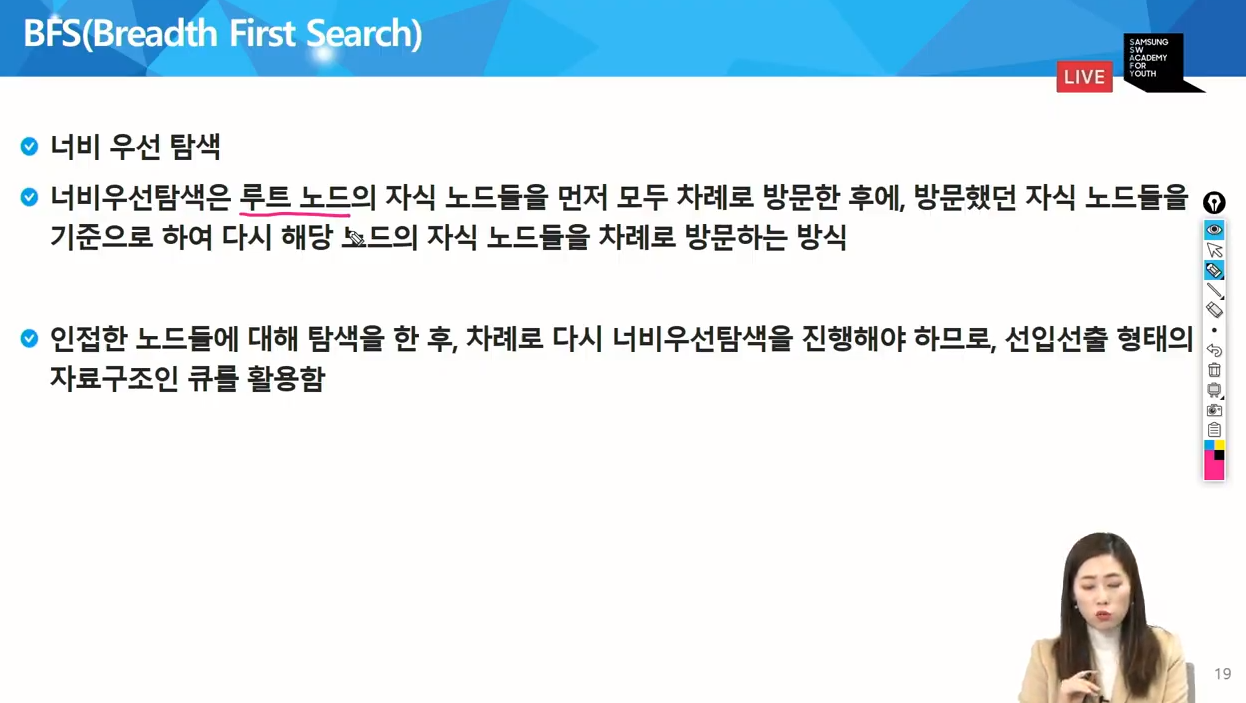 BFS(Breadth First Search)
SAMSUNG
SW
ACADEMY
FOR
YOUTH
LIVE
너비 우선 탐색
너비우선탐색은 루트 노드의 자식 노드들을 먼저 모두 차례로 방문한 후에, 방문했던 자식 노드들을
기준으로 하여 다시 해당 노드의 자식 노드들을 차례로 방문하는 방식
인접한 노드들에 대해 탐색을 한 후, 차례로 다시 너비우선탐색을 진행해야 하므로, 선입선출 형태의
자료구조인 큐를 활용함
19